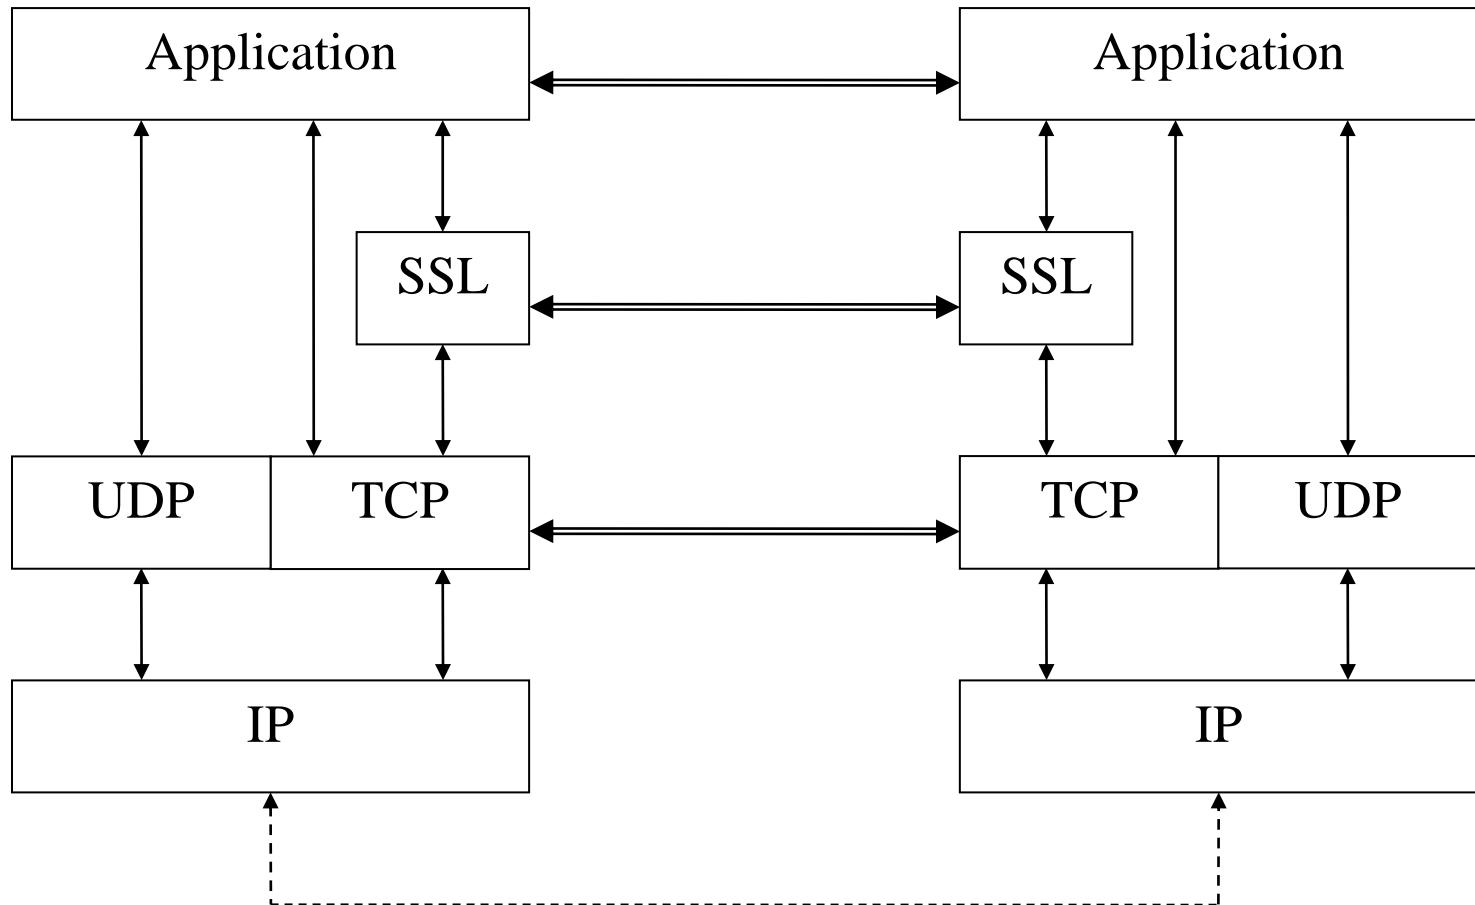 Application
Application
SSL
SSL
UDP
TCP
TCP
UDP
IP
IP